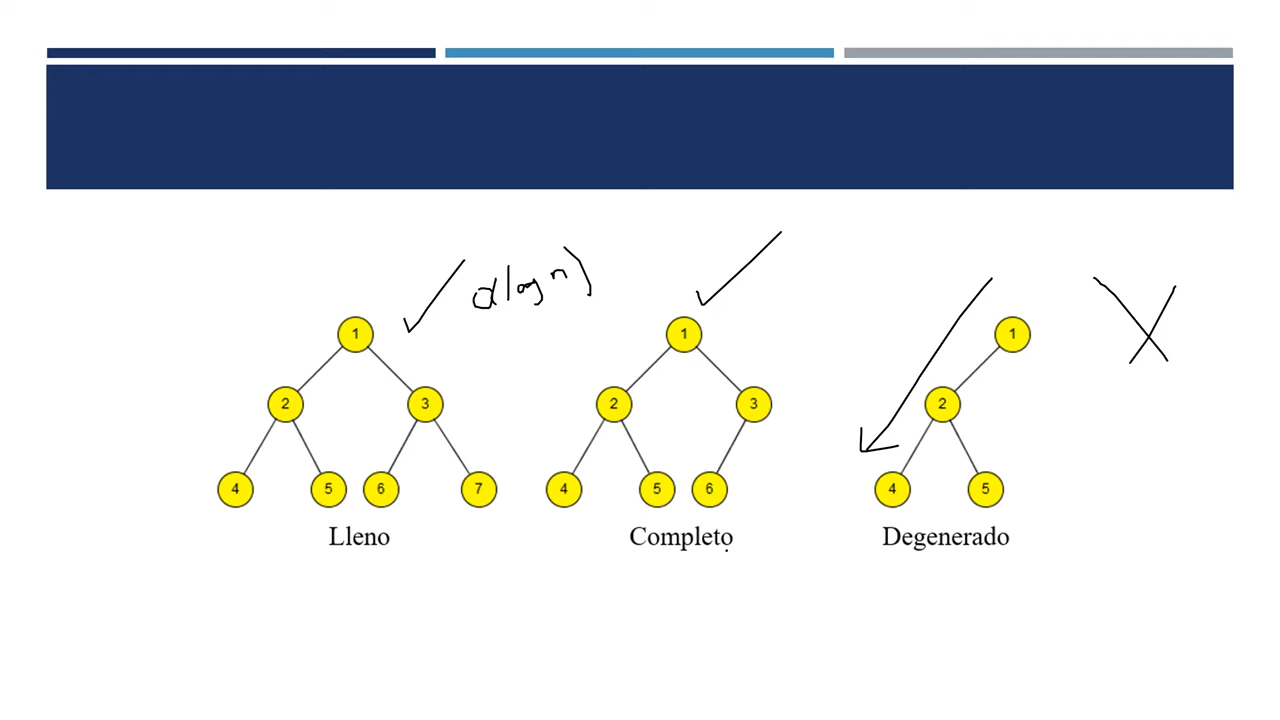 O(log n)
1 1 1
2 3 2 3 2
4 5 6 7 4 5 6 4 5
Lleno Completo Degenerado